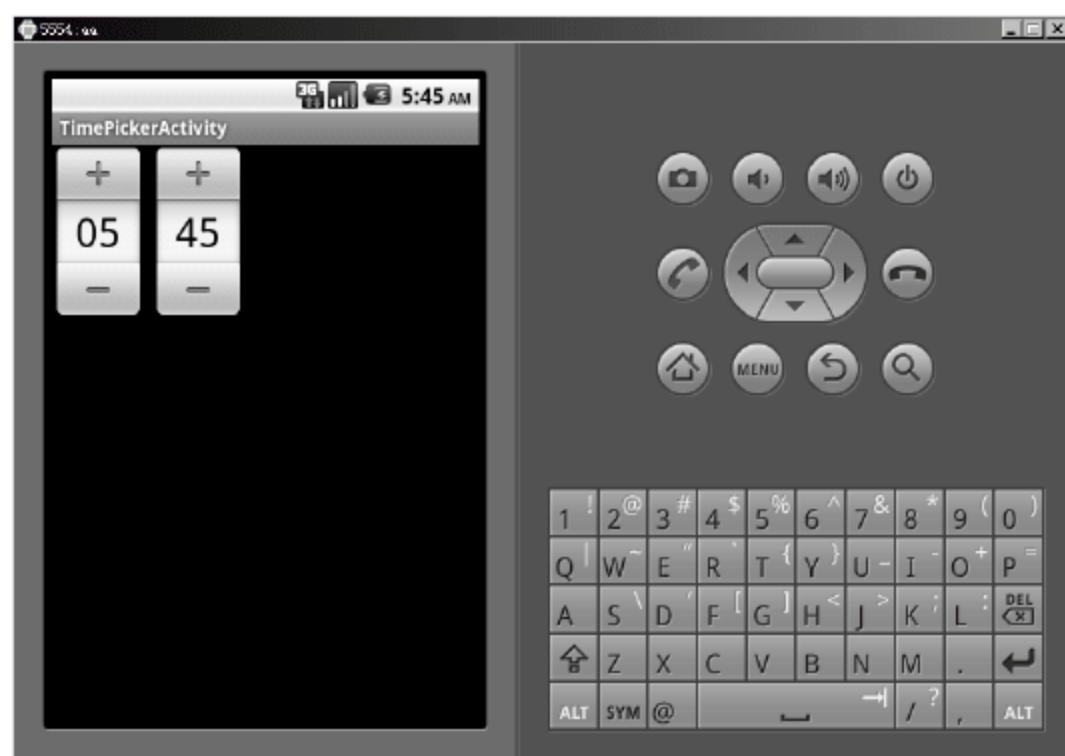 5554:aa
3G 5:45 AM
TimePickerActivity
05 45
MENU
1 ! 2 @ 3 # 4 $ 5 % 6 ^ 7 & 8 * 9 ( 0 )
Q | W ~ E " R ` T { Y } U _ I - O + P =
A S \ D ' F [ G ] H < J > K ; L : DEL
Z X C V B N M .
ALT SYM @ / ? , ALT